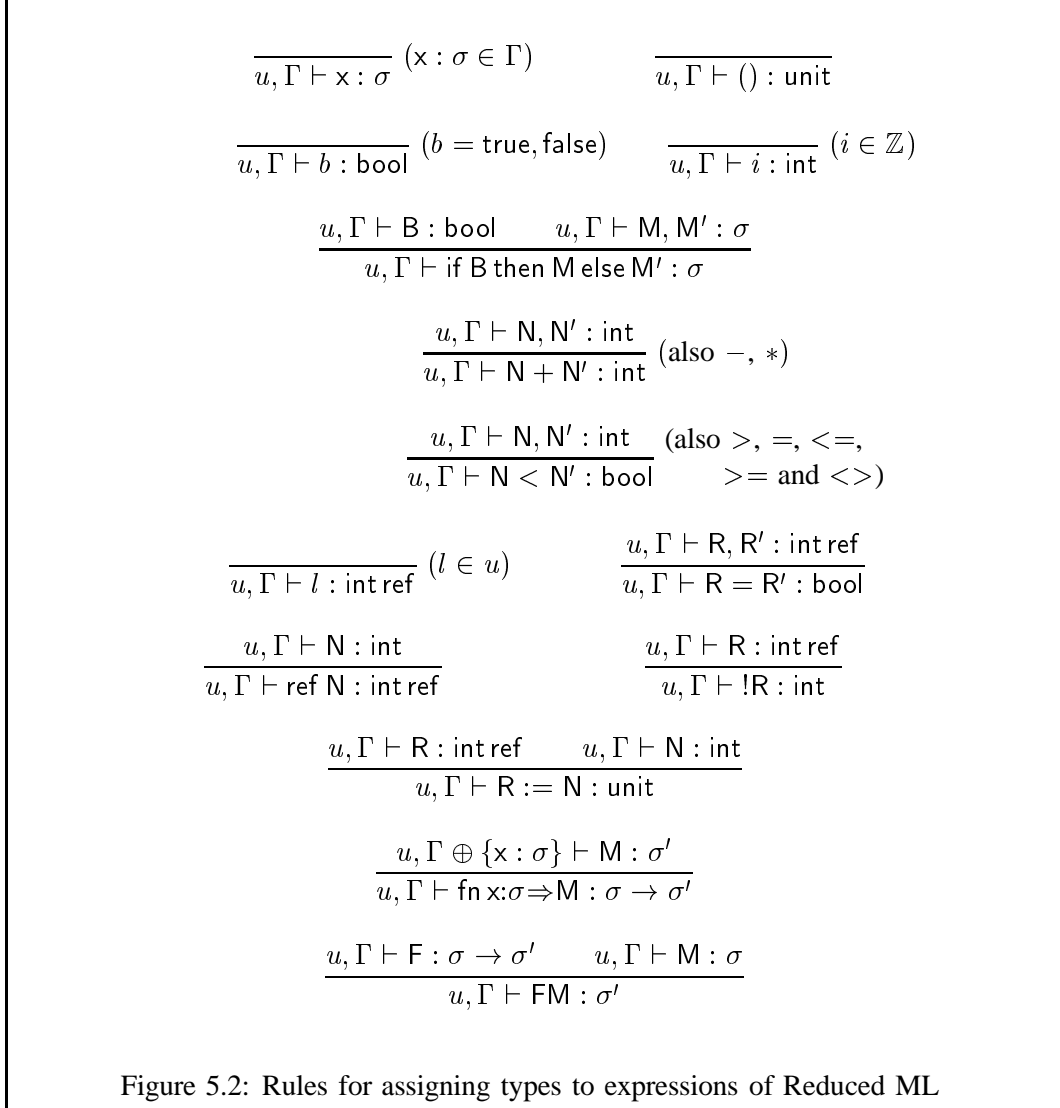 u, Γ ⊢ x : σ (x : σ ∈ Γ) u, Γ ⊢ () : unit
u, Γ ⊢ b : bool (b = true, false) u, Γ ⊢ i : int (i ∈ ℤ)
u, Γ ⊢ B : bool u, Γ ⊢ M, M′ : σ
u, Γ ⊢ if B then M else M′ : σ
u, Γ ⊢ N, N′ : int
u, Γ ⊢ N + N′ : int (also −, ∗)
u, Γ ⊢ N, N′ : int (also >, =, <=,
u, Γ ⊢ N < N′ : bool >= and <>)
u, Γ ⊢ l : int ref (l ∈ u) u, Γ ⊢ R, R′ : int ref
u, Γ ⊢ R = R′ : bool
u, Γ ⊢ N : int u, Γ ⊢ R : int ref
u, Γ ⊢ ref N : int ref u, Γ ⊢ !R : int
u, Γ ⊢ R : int ref u, Γ ⊢ N : int
u, Γ ⊢ R := N : unit
u, Γ ⊕ {x : σ} ⊢ M : σ′
u, Γ ⊢ fn x:σ⇒M : σ → σ′
u, Γ ⊢ F : σ → σ′ u, Γ ⊢ M : σ
u, Γ ⊢ FM : σ′
Figure 5.2: Rules for assigning types to expressions of Reduced ML